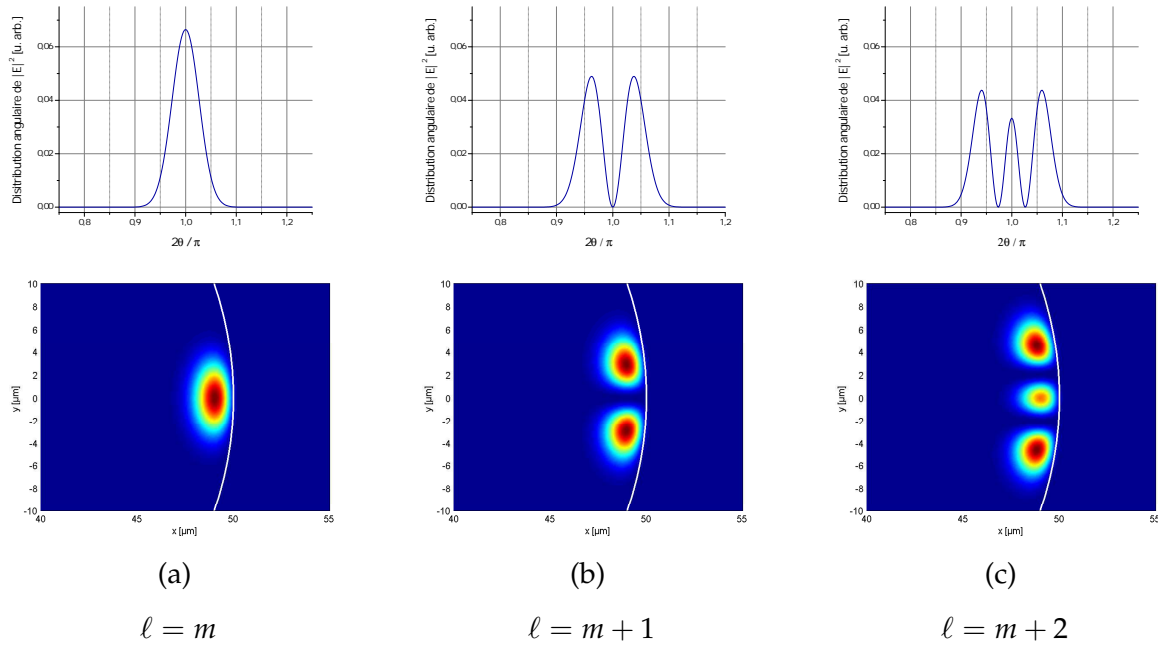 Distribution angulaire de |E|² [u. arb.]
0,06
0,04
0,02
0,00
0,8 0,9 1,0 1,1 1,2
2θ / π
Distribution angulaire de |E|² [u. arb.]
0,06
0,04
0,02
0,00
0,8 0,9 1,0 1,1 1,2
2θ / π
Distribution angulaire de |E|² [u. arb.]
0,06
0,04
0,02
0,00
0,8 0,9 1,0 1,1 1,2
2θ / π
y [µm]
10
8
6
4
2
0
-2
-4
-6
-8
-10
40 45 50 55
x [µm]
y [µm]
10
8
6
4
2
0
-2
-4
-6
-8
-10
40 45 50 55
x [µm]
y [µm]
10
8
6
4
2
0
-2
-4
-6
-8
-10
40 45 50 55
x [µm]
(a) (b) (c)
ℓ = m ℓ = m + 1 ℓ = m + 2